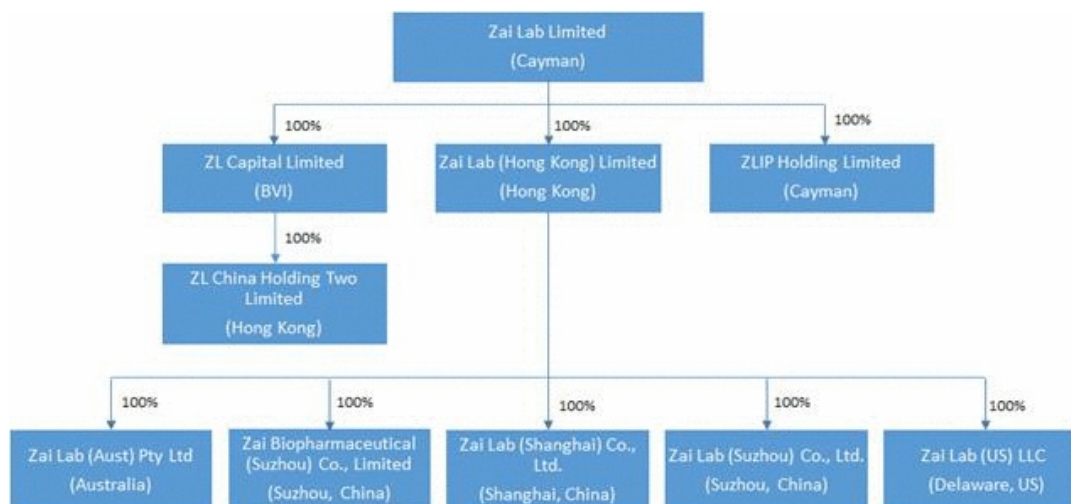 Zai Lab Limited
(Cayman)
100%
100%
100%
ZL Capital Limited
(BVI)
Zai Lab (Hong Kong) Limited
(Hong Kong)
ZLIP Holding Limited
(Cayman)
100%
ZL China Holding Two
Limited
(Hong Kong)
100%
100%
100%
100%
100%
Zai Lab (Aust) Pty Ltd
(Australia)
Zai Biopharmaceutical
(Suzhou) Co., Limited
(Suzhou, China)
Zai Lab (Shanghai) Co.,
Ltd.
(Shanghai, China)
Zai Lab (Suzhou) Co., Ltd.
(Suzhou, China)
Zai Lab (US) LLC
(Delaware, US)